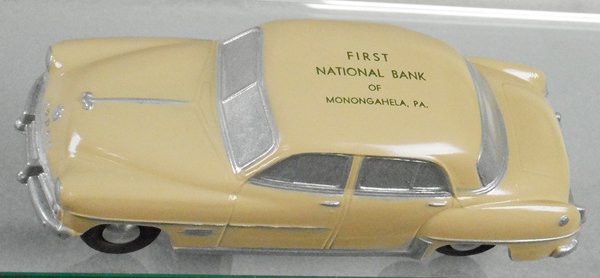 FIRST
NATIONAL BANK
OF
MONONGAHELA, PA.